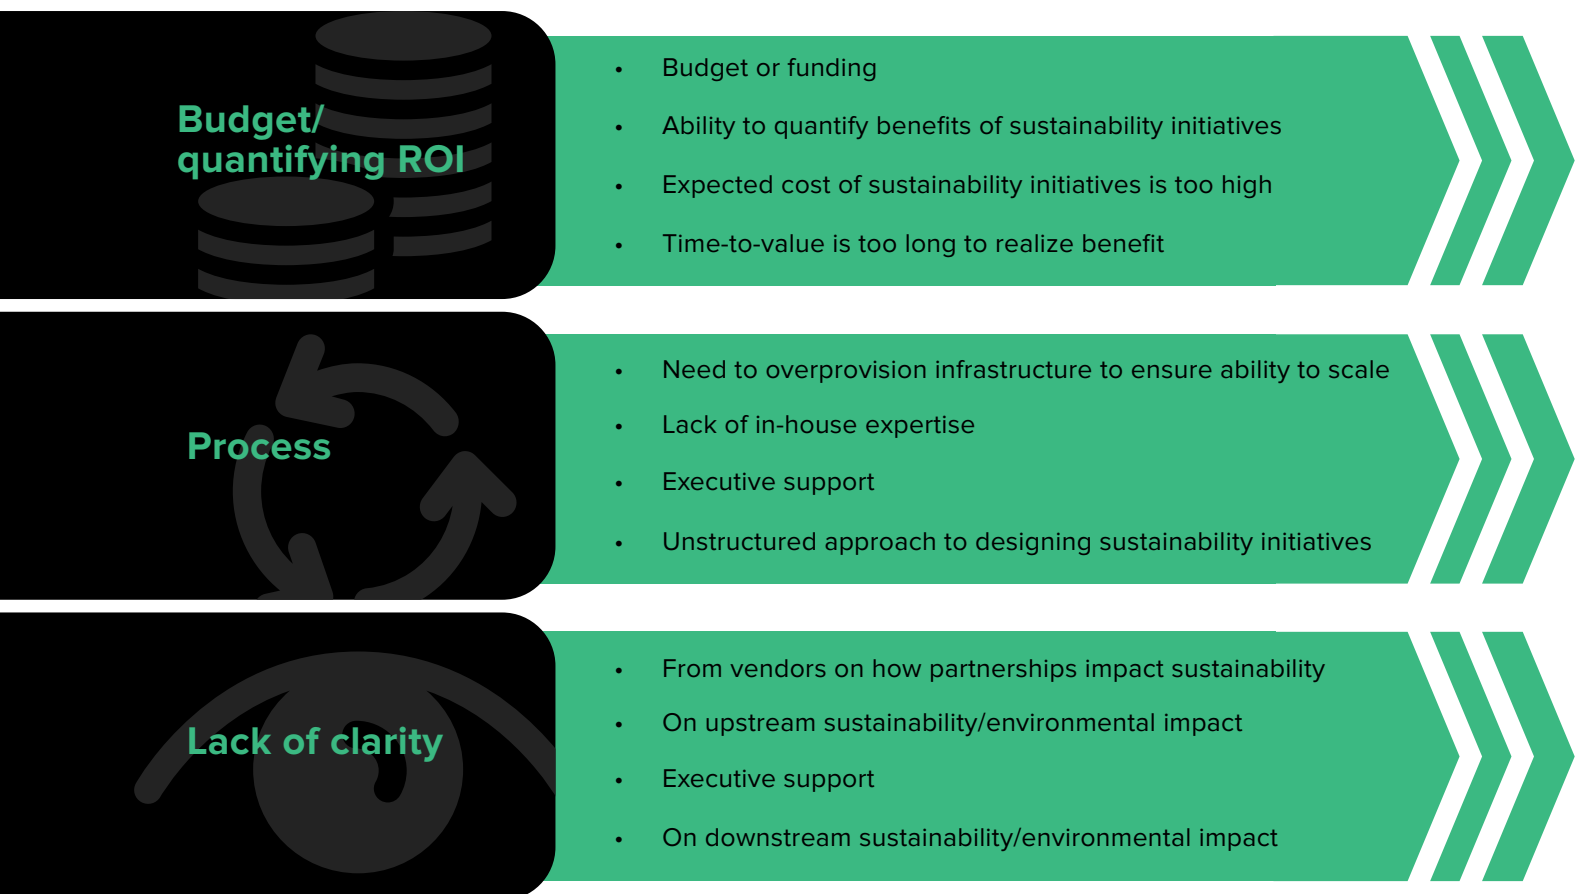 Budget/
quantifying ROI
• Budget or funding
• Ability to quantify benefits of sustainability initiatives
• Expected cost of sustainability initiatives is too high
• Time-to-value is too long to realize benefit
Process
• Need to overprovision infrastructure to ensure ability to scale
• Lack of in-house expertise
• Executive support
• Unstructured approach to designing sustainability initiatives
Lack of clarity
• From vendors on how partnerships impact sustainability
• On upstream sustainability/environmental impact
• Executive support
• On downstream sustainability/environmental impact